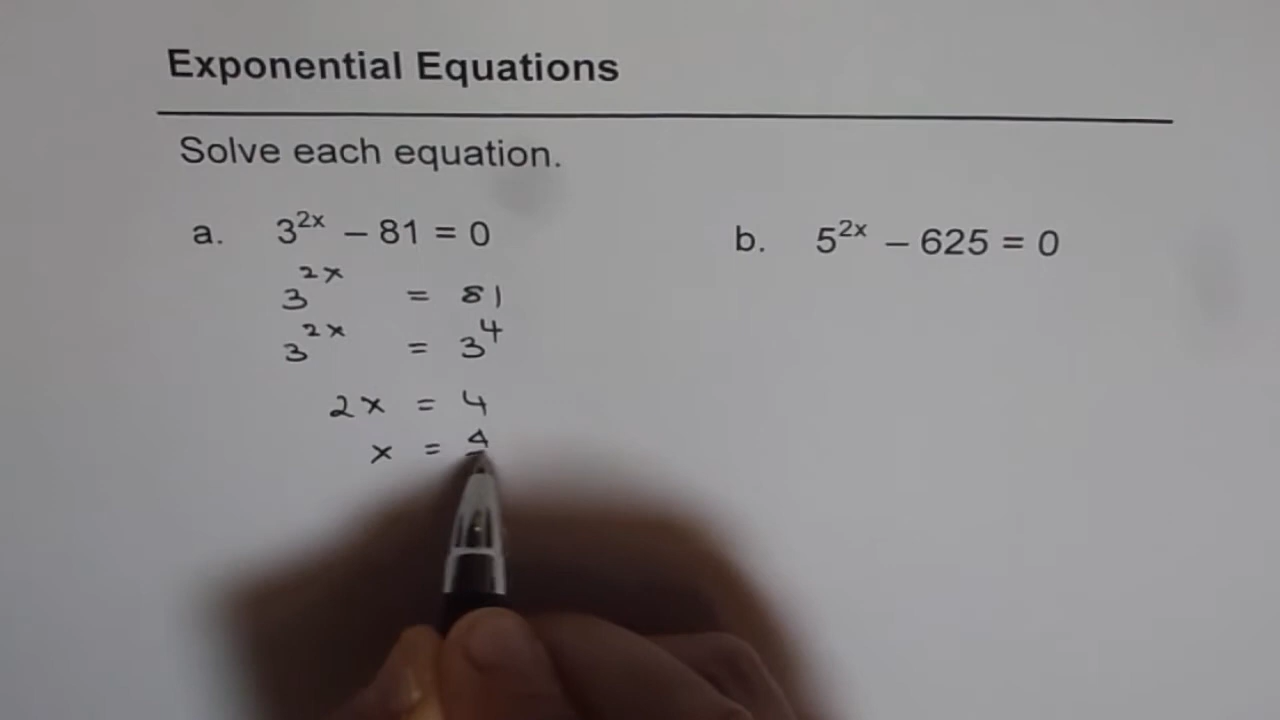 Exponential Equations
Solve each equation.
a. 3^{2x} – 81 = 0
3^{2x} = 81
3^{2x} = 3^4
2x = 4
x = 4
b. 5^{2x} – 625 = 0